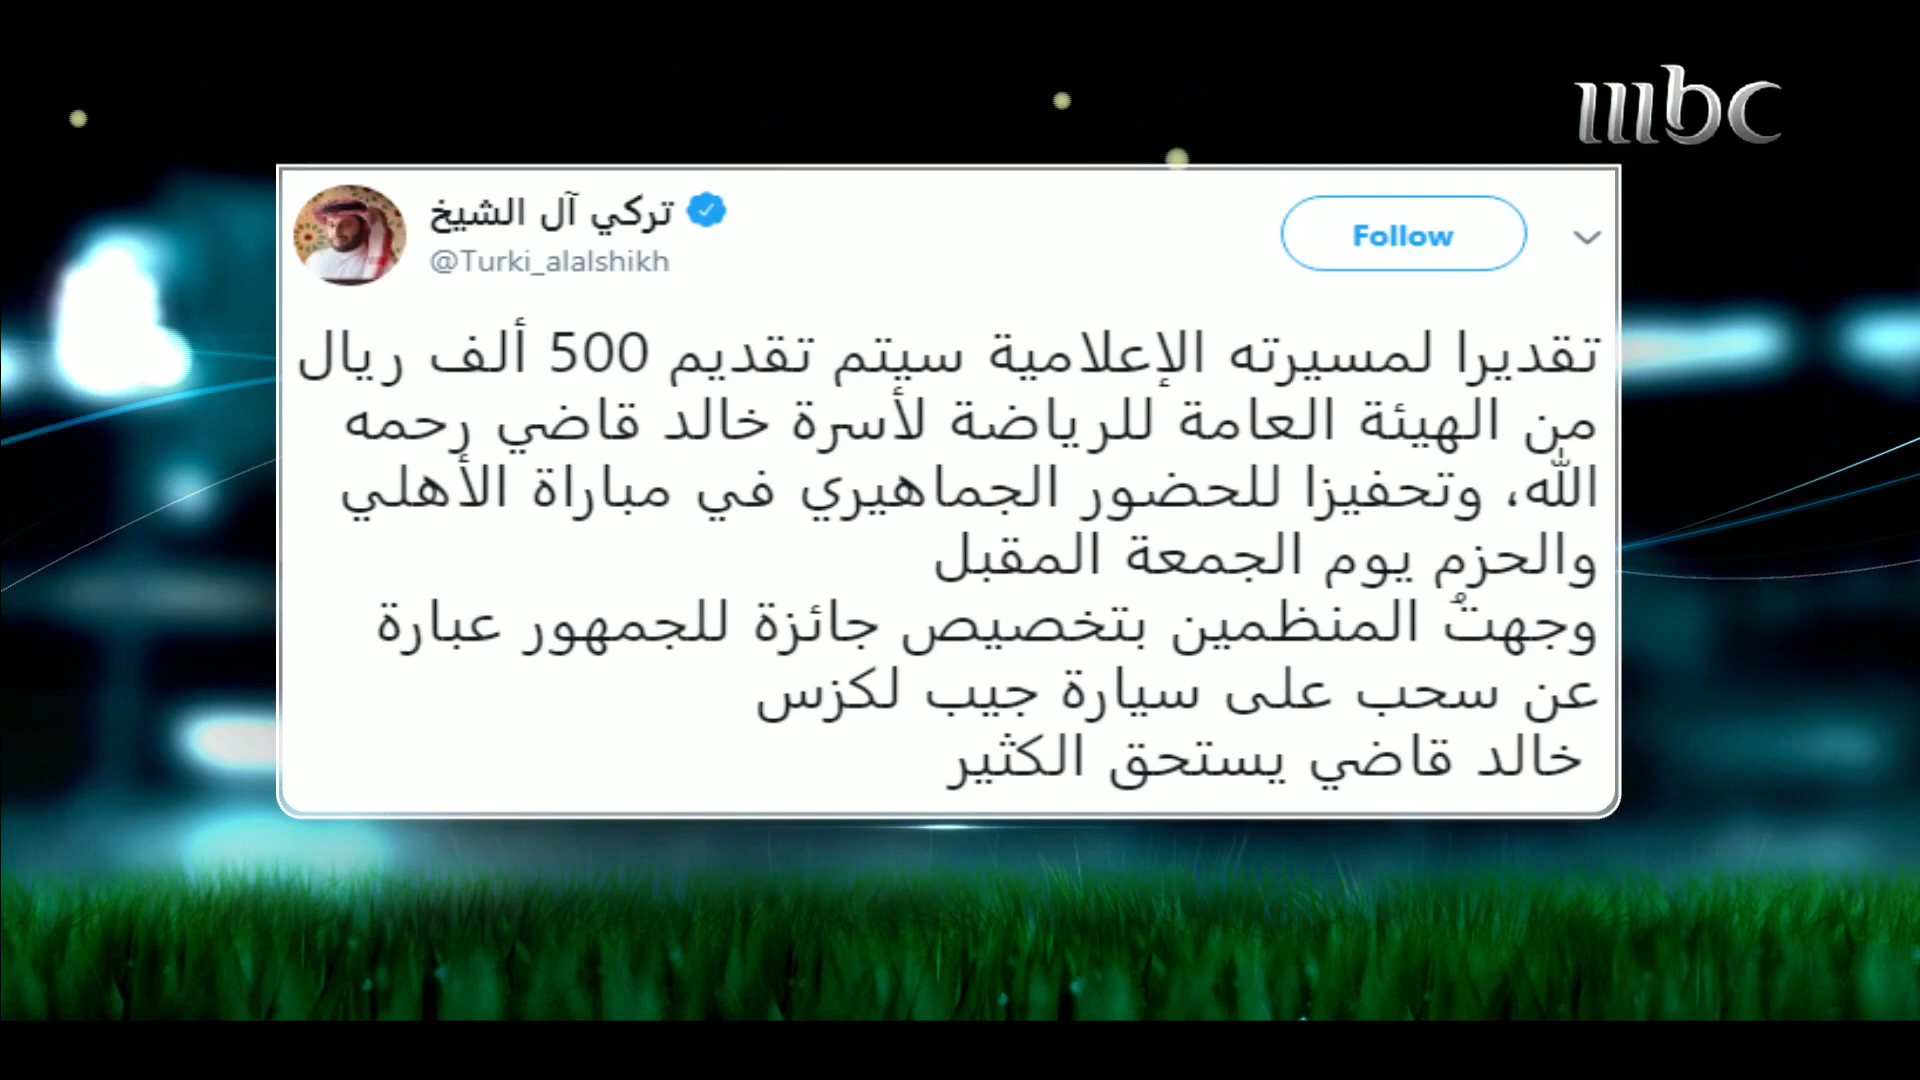 mbc
تركي آل الشيخ
@Turki_alalshikh
Follow
تقديرا لمسيرته الإعلامية سيتم تقديم 500 ألف ريال
من الهيئة العامة للرياضة لأسرة خالد قاضي رحمه
الله، وتحفيزا للحضور الجماهيري في مباراة الأهلي
والحزم يوم الجمعة المقبل
وجهتُ المنظمين بتخصيص جائزة للجمهور عبارة
عن سحب على سيارة جيب لكزس
خالد قاضي يستحق الكثير